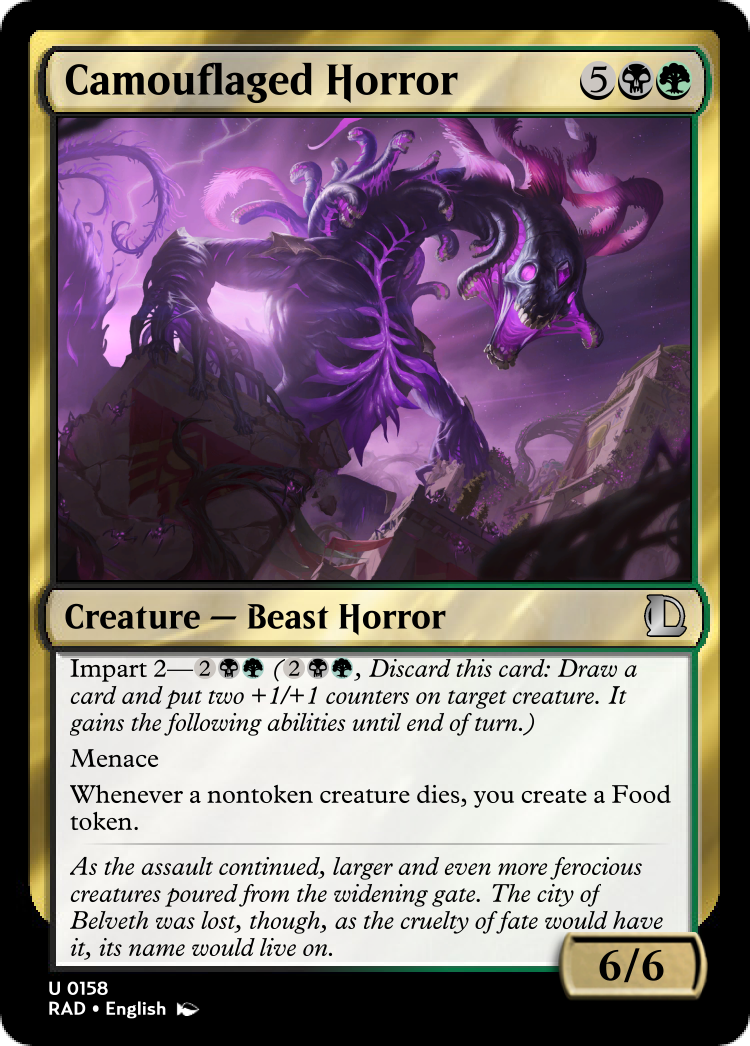 Camouflaged Horror 5
Creature — Beast Horror
Impart 2—2 (2, Discard this card: Draw a
card and put two +1/+1 counters on target creature. It
gains the following abilities until end of turn.)
Menace
Whenever a nontoken creature dies, you create a Food
token.
As the assault continued, larger and even more ferocious
creatures poured from the widening gate. The city of
Belveth was lost, though, as the cruelty of fate would have
it, its name would live on.
6/6
U 0158
RAD • English